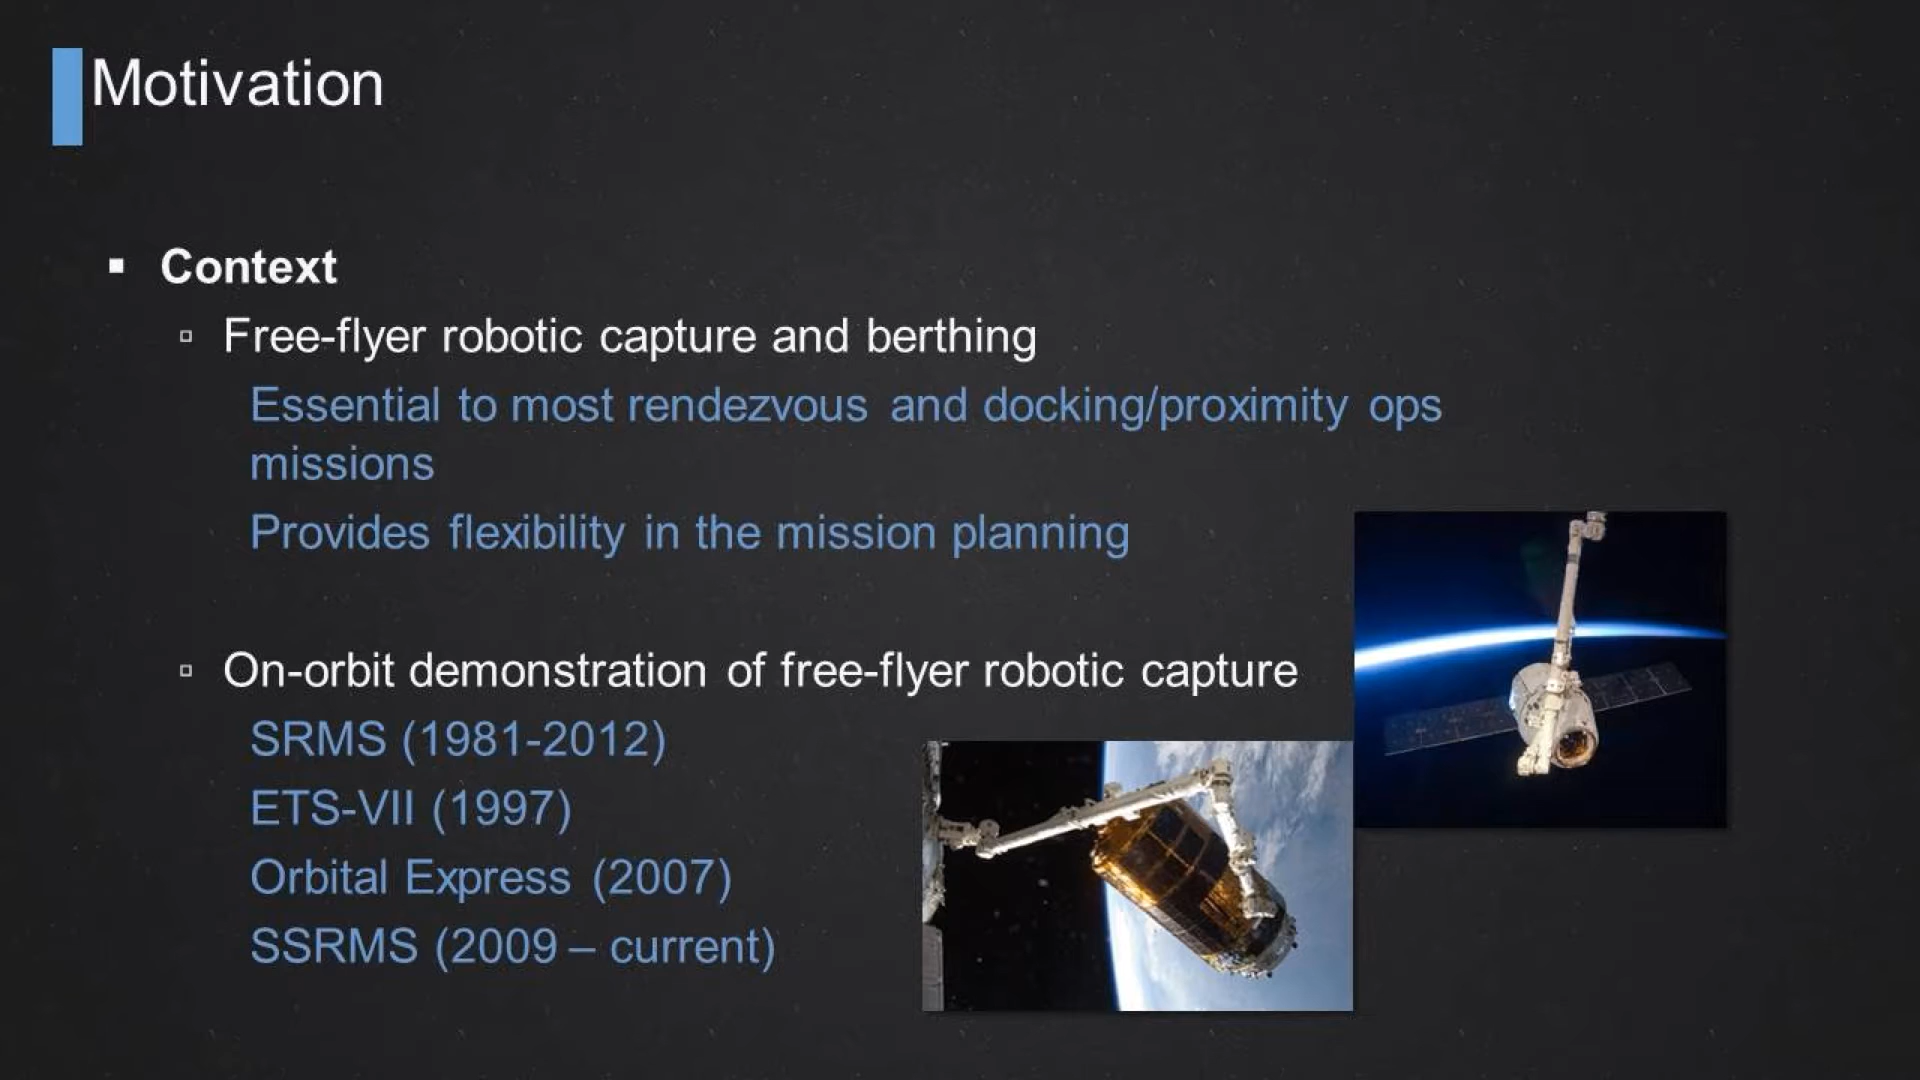 Motivation
▪ Context
▫ Free-flyer robotic capture and berthing
Essential to most rendezvous and docking/proximity ops
missions
Provides flexibility in the mission planning
▫ On-orbit demonstration of free-flyer robotic capture
SRMS (1981-2012)
ETS-VII (1997)
Orbital Express (2007)
SSRMS (2009 – current)